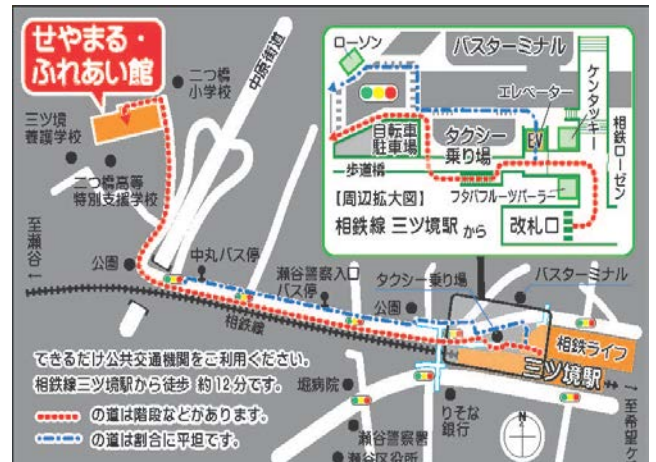 せやまる・
ふれあい館
二つ橋
小学校
中原街道
三ツ境
養護学校
二つ橋高等
特別支援学校
至瀬谷←
公園
中丸バス停
瀬谷警察入口
バス停
相鉄線
公園
タクシー乗り場
バスターミナル
相鉄ライフ
三ツ境駅
堀病院
りそな
銀行
瀬谷警察署
瀬谷区役所
N
ローソン
バスターミナル
エレベーター
ケンタッキー
相鉄ローゼン
自転車
駐車場
タクシー
乗り場
EV
歩道橋
フタバフルーツパーラー
【周辺拡大図】
相鉄線 三ツ境駅 から
改札口
できるだけ公共交通機関をご利用ください。
相鉄線三ツ境駅から徒歩 約12分です。
の道は階段などがあります。
の道は割合に平坦です。